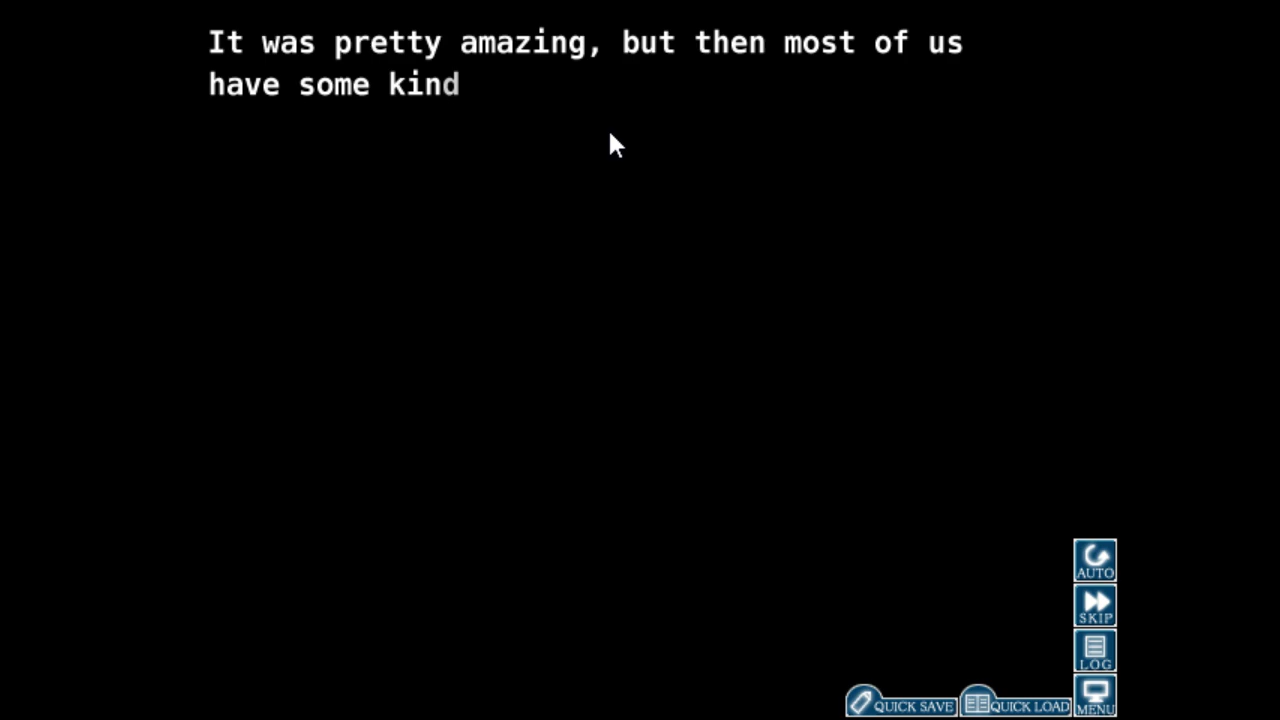 It was pretty amazing, but then most of us
have some kind
AUTO
SKIP
LOG
QUICK SAVE
QUICK LOAD
MENU